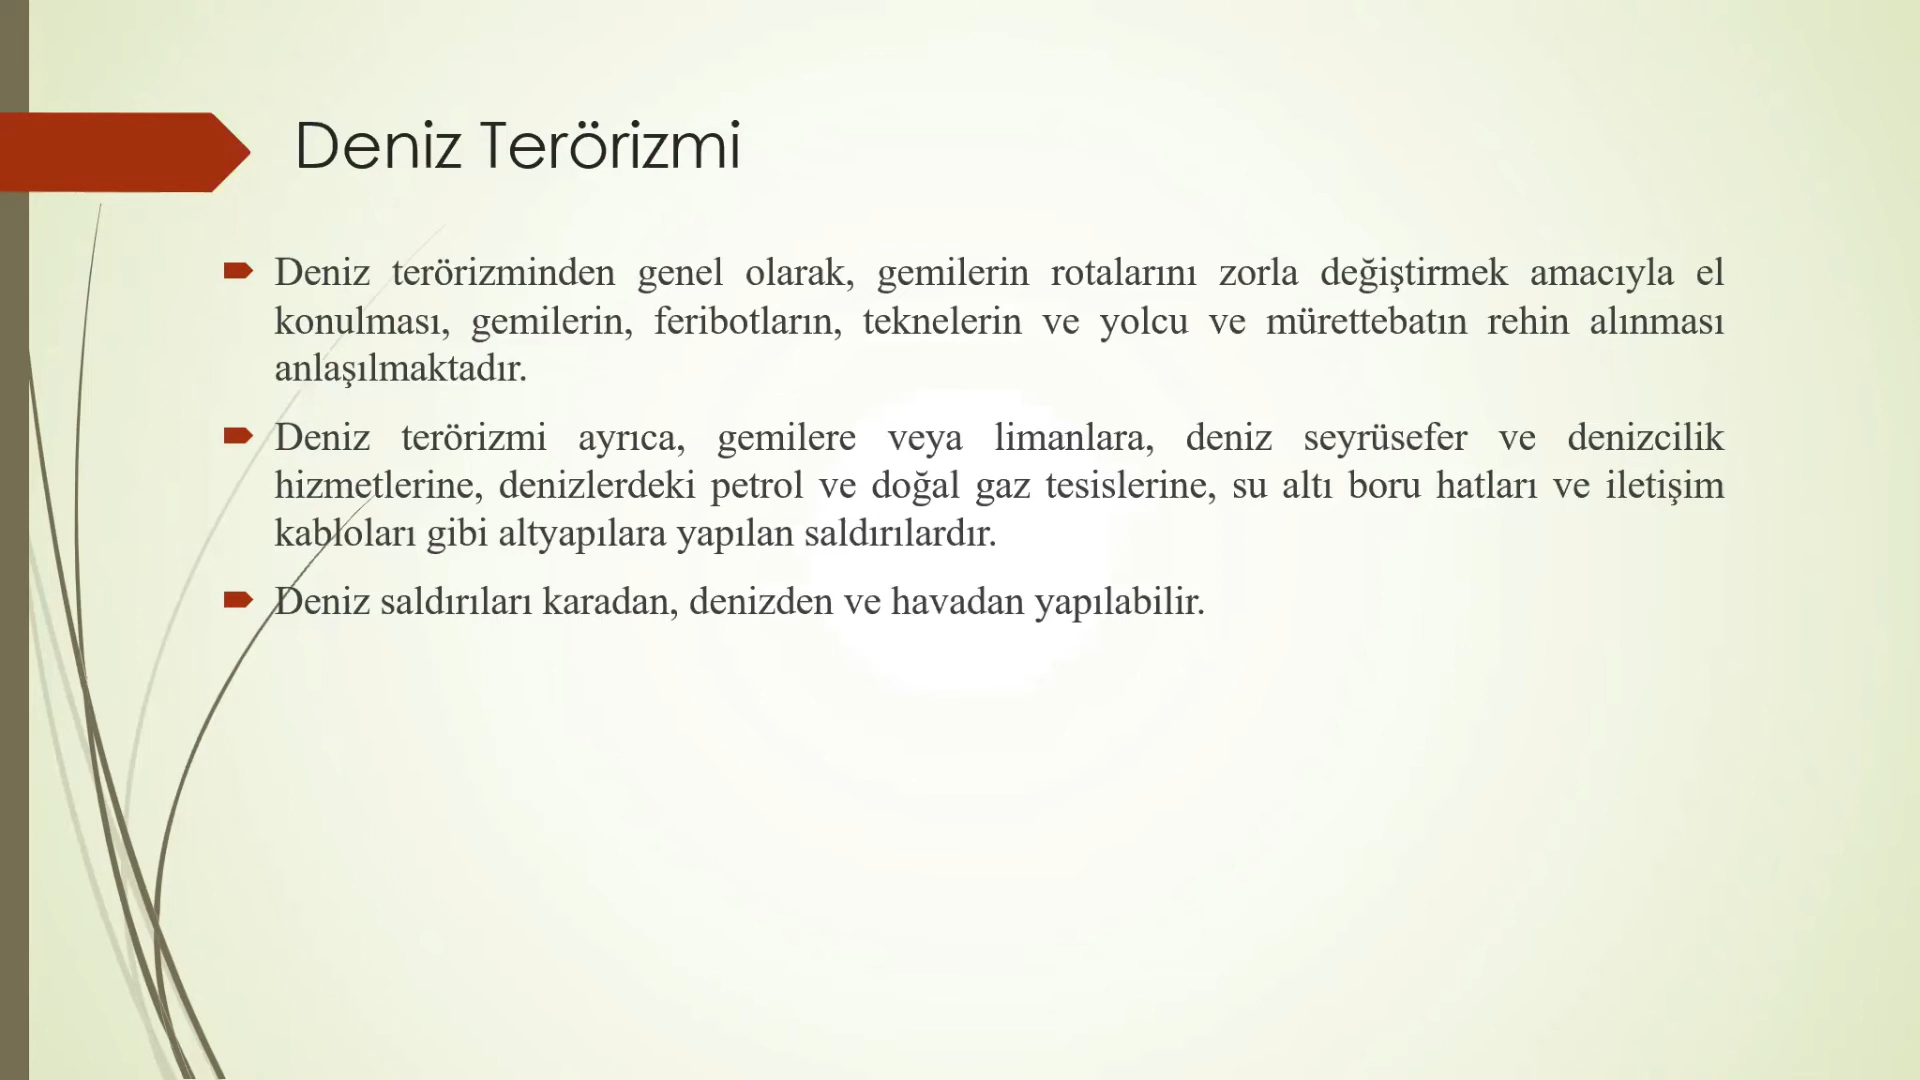 Deniz Terörizmi
Deniz terörizminden genel olarak, gemilerin rotalarını zorla değiştirmek amacıyla el
konulması, gemilerin, feribotların, teknelerin ve yolcu ve mürettebatın rehin alınması
anlaşılmaktadır.
Deniz terörizmi ayrıca, gemilere veya limanlara, deniz seyrüsefer ve denizcilik
hizmetlerine, denizlerdeki petrol ve doğal gaz tesislerine, su altı boru hatları ve iletişim
kabloları gibi altyapılara yapılan saldırılardır.
Deniz saldırıları karadan, denizden ve havadan yapılabilir.